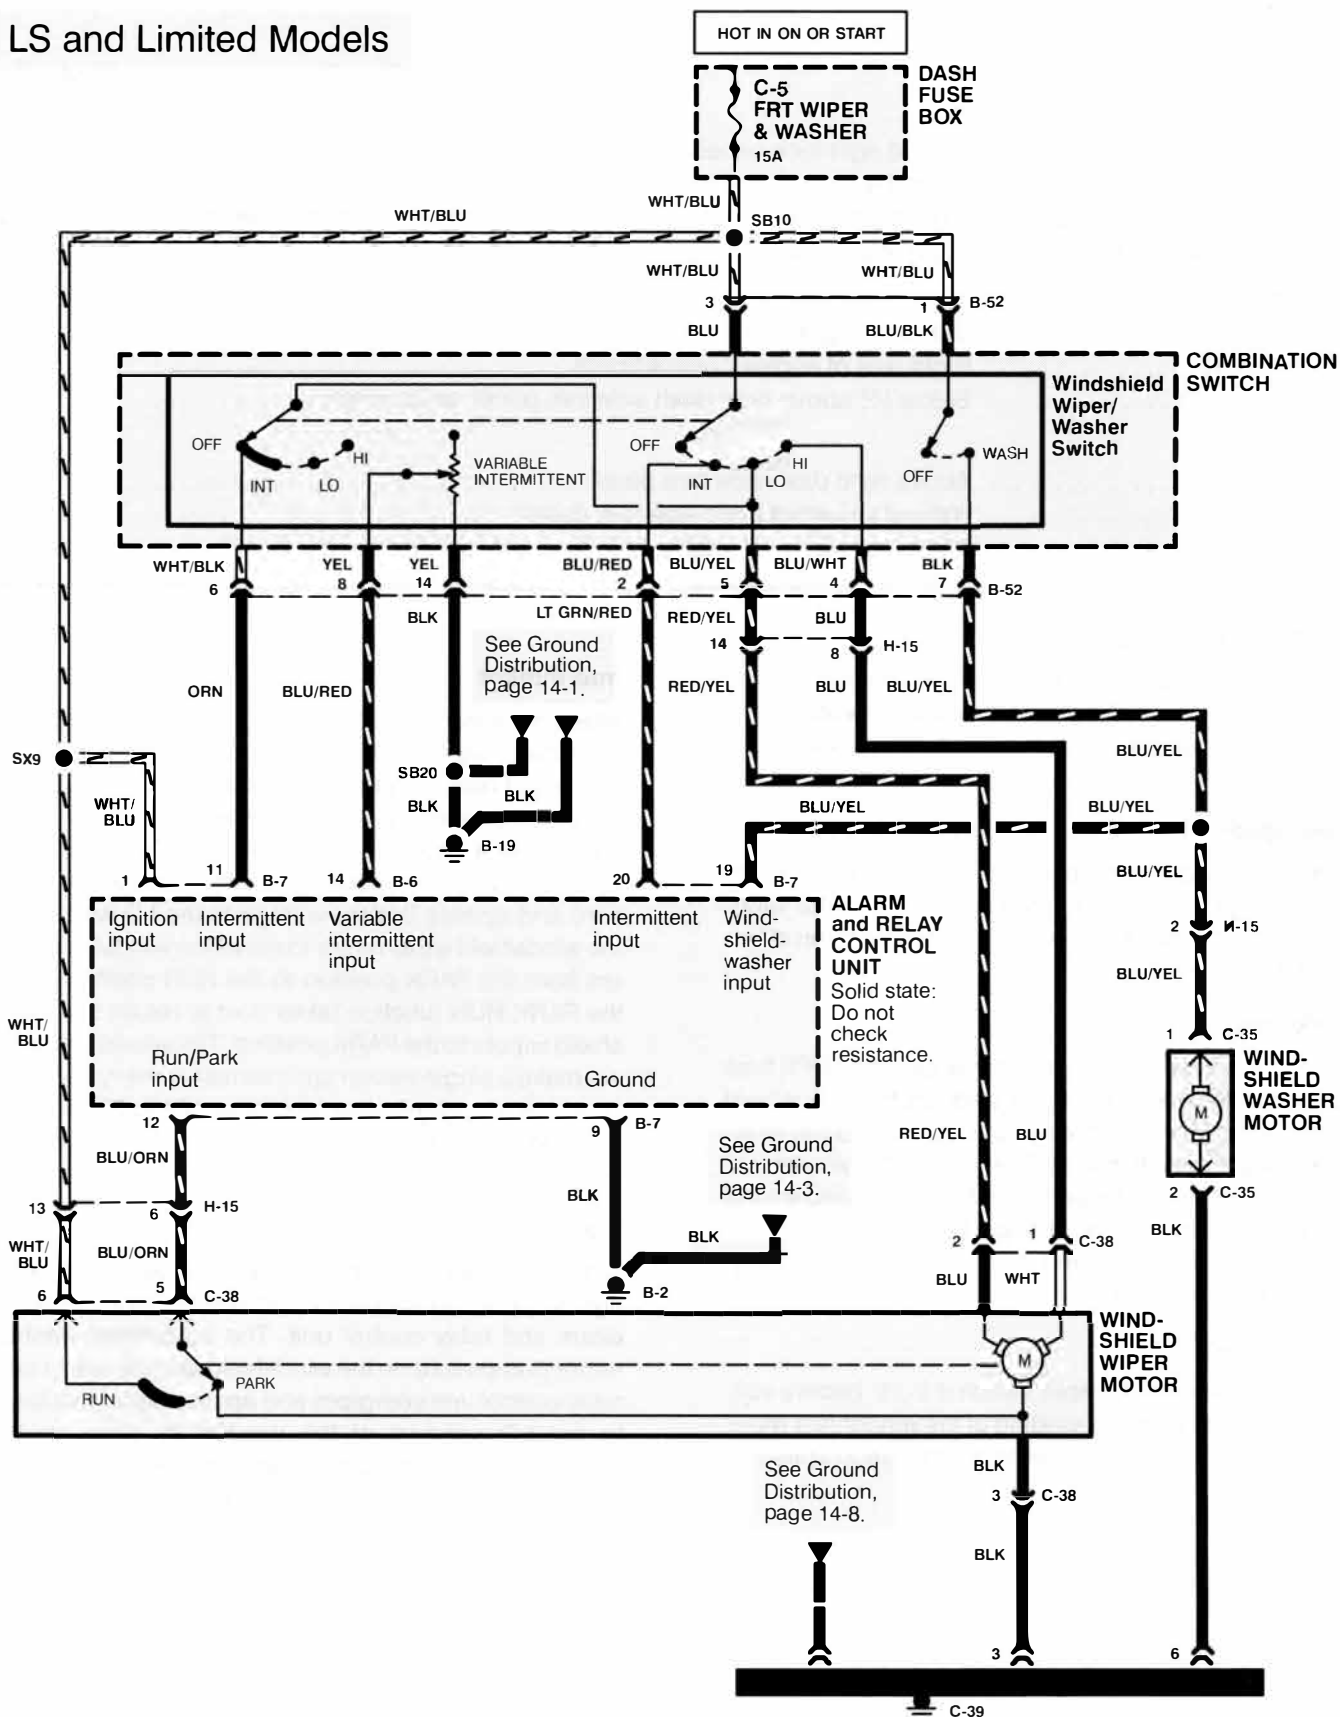 LS and Limited Models
HOT IN ON OR START
C-5
FRT WIPER
& WASHER
15A
DASH
FUSE
BOX
WHT/BLU
SB10
WHT/BLU
WHT/BLU
WHT/BLU
3
1
B-52
BLU
BLU/BLK
COMBINATION
SWITCH
Windshield
Wiper/
Washer
Switch
OFF
INT
LO
HI
VARIABLE
INTERMITTENT
OFF
INT
LO
HI
OFF
WASH
WHT/BLK
YEL
YEL
BLU/RED
BLU/YEL
BLU/WHT
BLK
6
8
14
2
5
4
7
B-52
BLK
LT GRN/RED
RED/YEL
BLU
14
8
H-15
See Ground
Distribution,
page 14-1.
ORN
BLU/RED
RED/YEL
BLU
BLU/YEL
SX9
SB20
BLU/YEL
WHT/
BLU
BLK
BLK
BLU/YEL
BLU/YEL
B-19
1
11
B-7
14
B-6
20
19
B-7
BLU/YEL
Ignition
input
Intermittent
input
Variable
intermittent
input
Intermittent
input
Wind-
shield-
washer
input
ALARM
and RELAY
CONTROL
UNIT
Solid state:
Do not
check
resistance.
2
H-15
BLU/YEL
WHT/
BLU
Run/Park
input
Ground
1
C-35
WIND-
SHIELD
WASHER
MOTOR
M
12
9
B-7
RED/YEL
BLU
BLU/ORN
BLK
See Ground
Distribution,
page 14-3.
2
C-35
13
6
H-15
BLK
WHT/
BLU
BLU/ORN
BLK
2
1
C-38
BLU
WHT
6
5
C-38
B-2
RUN
PARK
M
WIND-
SHIELD
WIPER
MOTOR
BLK
3
C-38
See Ground
Distribution,
page 14-8.
BLK
3
6
C-39